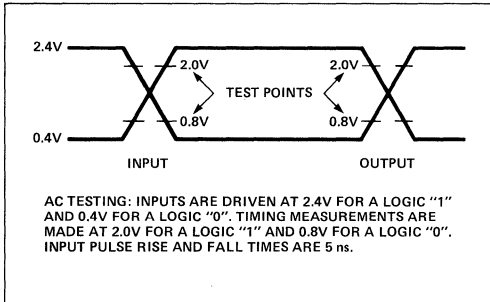 2.4V
2.0V
2.0V
TEST POINTS
0.8V
0.8V
0.4V
INPUT
OUTPUT
AC TESTING: INPUTS ARE DRIVEN AT 2.4V FOR A LOGIC "1"
AND 0.4V FOR A LOGIC "0". TIMING MEASUREMENTS ARE
MADE AT 2.0V FOR A LOGIC "1" AND 0.8V FOR A LOGIC "0".
INPUT PULSE RISE AND FALL TIMES ARE 5 ns.